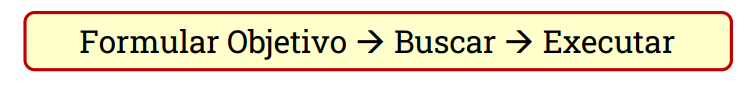 Formular Objetivo → Buscar → Executar